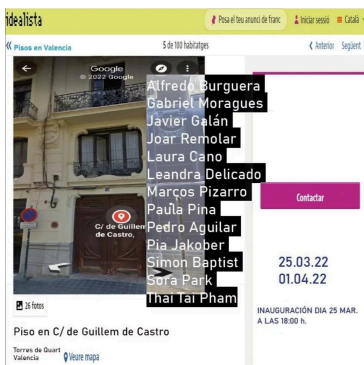 idealista
Posa el teu anunci de franc
Iniciar sessió
Català
« Pisos en Valencia
5 de 100 habitatges
Anterior
Següent
Google
© 2022 Google
Alfredo Burguera
Gabriel Moragues
Javier Galán
Joar Remolar
Laura Cano
Leandra Delicado
Marcos Pizarro
Paula Pina
Pedro Aguilar
Pia Jakober
Simon Baptist
Sora Park
Thai Tai Pham
C/ de Guillem
de Castro,
Contactar
25.03.22
01.04.22
INAUGURACIÓN DIA 25 MAR.
A LAS 18:00 h.
26 fotos
Piso en C/ de Guillem de Castro
Torres de Quart
Valencia
Veure mapa